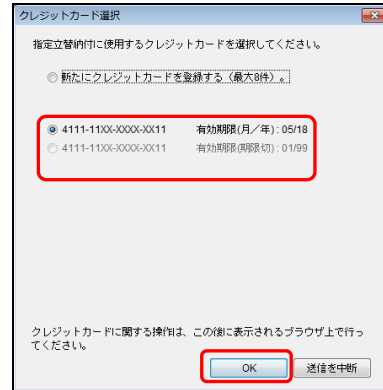 クレジットカード選択
指定立替納付に使用するクレジットカードを選択してください。
新たにクレジットカードを登録する（最大8件）。
4111-11XX-XXXX-XX11 有効期限(月／年)：05/18
4111-11XX-XXXX-XX11 有効期限(期限切)：01/99
クレジットカードに関する操作は、この後に表示されるブラウザ上で行っ
てください。
OK 送信を中断